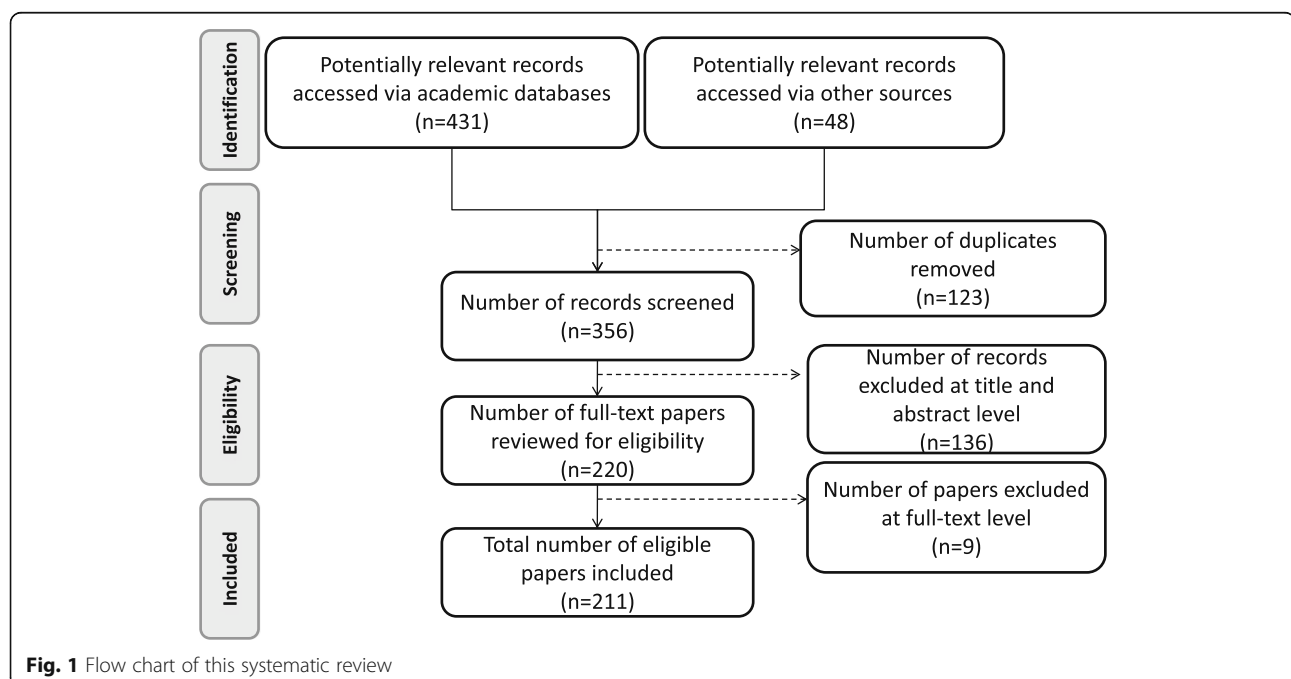 Identification
Potentially relevant records
accessed via academic databases
(n=431)
Potentially relevant records
accessed via other sources
(n=48)
Screening
Number of duplicates
removed
(n=123)
Number of records screened
(n=356)
Eligibility
Number of records
excluded at title and
abstract level
(n=136)
Number of full-text papers
reviewed for eligibility
(n=220)
Number of papers excluded
at full-text level
(n=9)
Included
Total number of eligible
papers included
(n=211)
Fig. 1 Flow chart of this systematic review